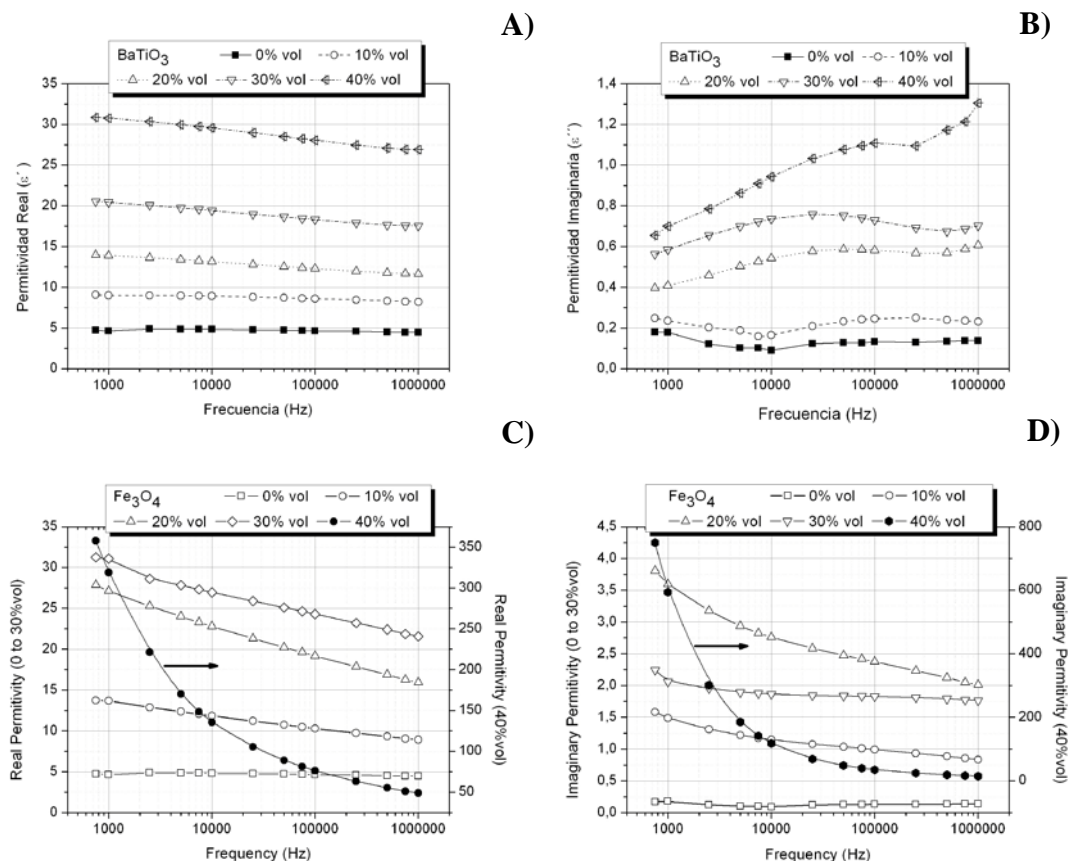 A)
BaTiO3 0% vol 10% vol
20% vol 30% vol 40% vol
35
30
25
20
15
10
5
0
Permitividad Real (ε´)
1000 10000 100000 1000000
Frecuencia (Hz)
B)
BaTiO3 0% vol 10% vol
20% vol 30% vol 40% vol
1,4
1,2
1,0
0,8
0,6
0,4
0,2
0,0
Permitividad Imaginaria (ε´´)
1000 10000 100000 1000000
Frecuencia (Hz)
C)
Fe3O4 0% vol 10% vol
20% vol 30% vol 40% vol
35
30
25
20
15
10
5
0
Real Permitivity (0 to 30%vol)
350
300
250
200
150
100
50
Real Permitivity (40%vol)
1000 10000 100000 1000000
Frequency (Hz)
D)
Fe3O4 0% vol 10% vol
20% vol 30% vol 40% vol
4,5
4,0
3,5
3,0
2,5
2,0
1,5
1,0
0,5
0,0
Imaginary Permitivity (0 to 30%vol)
800
600
400
200
0
Imaginary Permitivity (40%vol)
1000 10000 100000 1000000
Frequency (Hz)